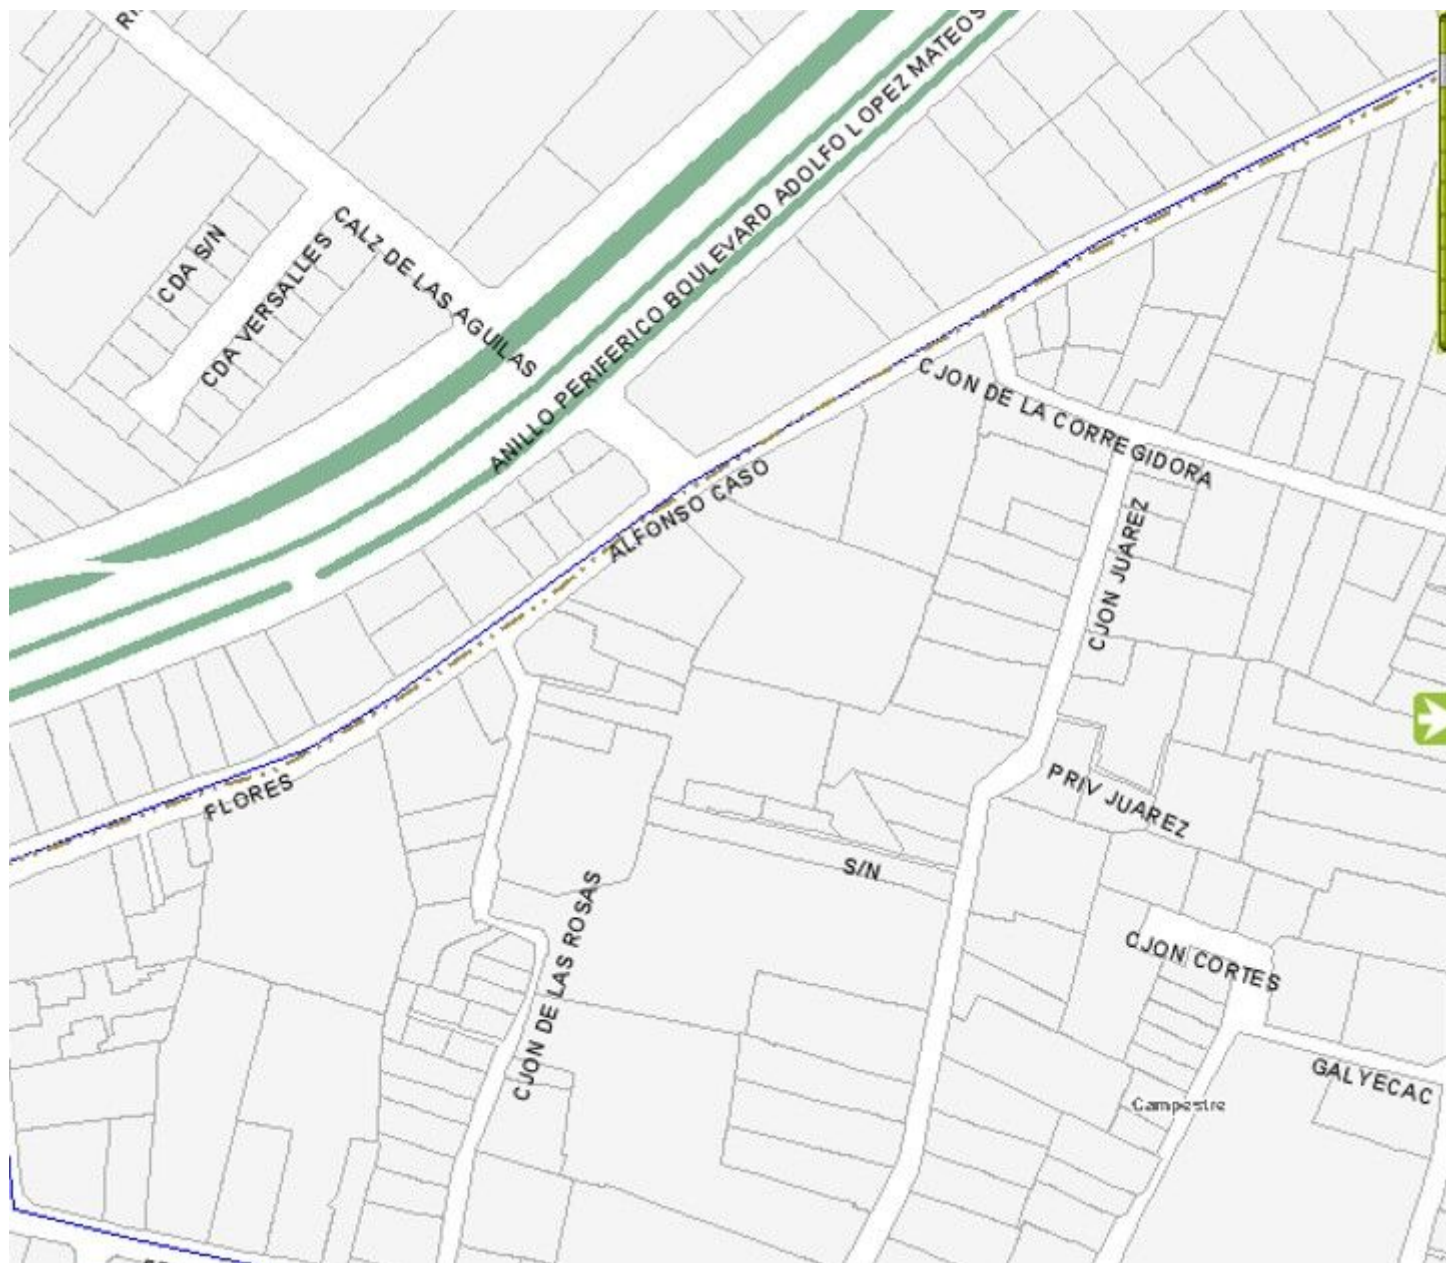 CDA S/N
CDA VERSALLES
CALZ DE LAS AGUILAS
ANILLO PERIFERICO BOULEVARD ADOLFO LOPEZ MATEOS
CJON DE LA CORREGIDORA
ALFONSO CASO
CJON JUAREZ
FLORES
PRIV JUAREZ
S/N
CJON DE LAS ROSAS
CJON CORTES
GALYECAC
Campestre